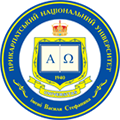 ПРИКАРПАТСЬКИЙ НАЦІОНАЛЬНИЙ УНІВЕРСИТЕТ
Α Ω
1940
імені Василя Стефаника